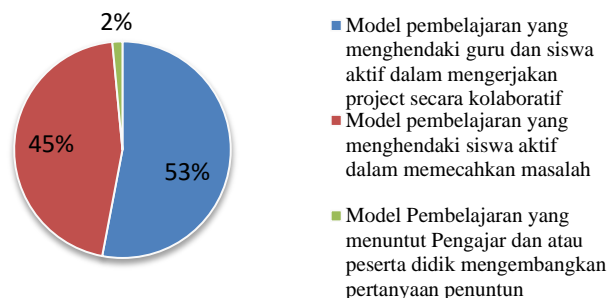 2%
45%
53%
Model pembelajaran yang
menghendaki guru dan siswa
aktif dalam mengerjakan
project secara kolaboratif
Model pembelajaran yang
menghendaki siswa aktif
dalam memecahkan masalah
Model Pembelajaran yang
menuntut Pengajar dan atau
peserta didik mengembangkan
pertanyaan penuntun